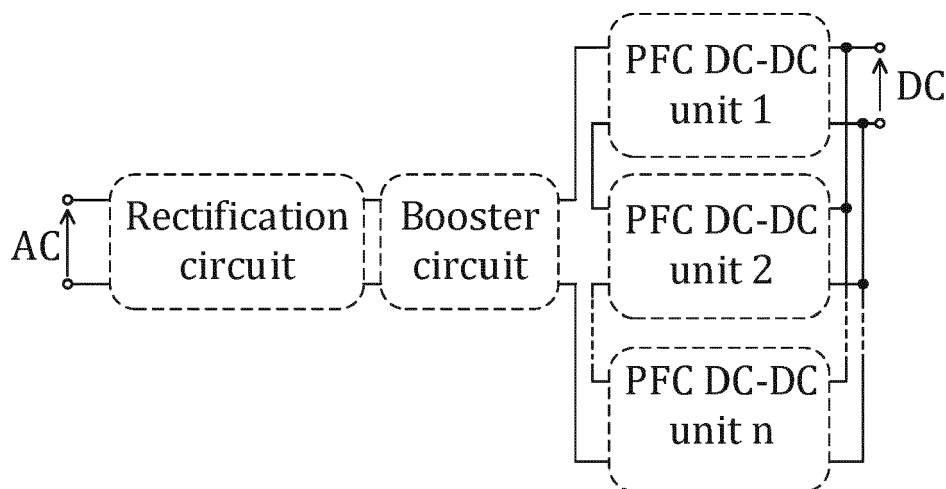 AC
Rectification
circuit
Booster
circuit
PFC DC-DC
unit 1
PFC DC-DC
unit 2
PFC DC-DC
unit n
DC